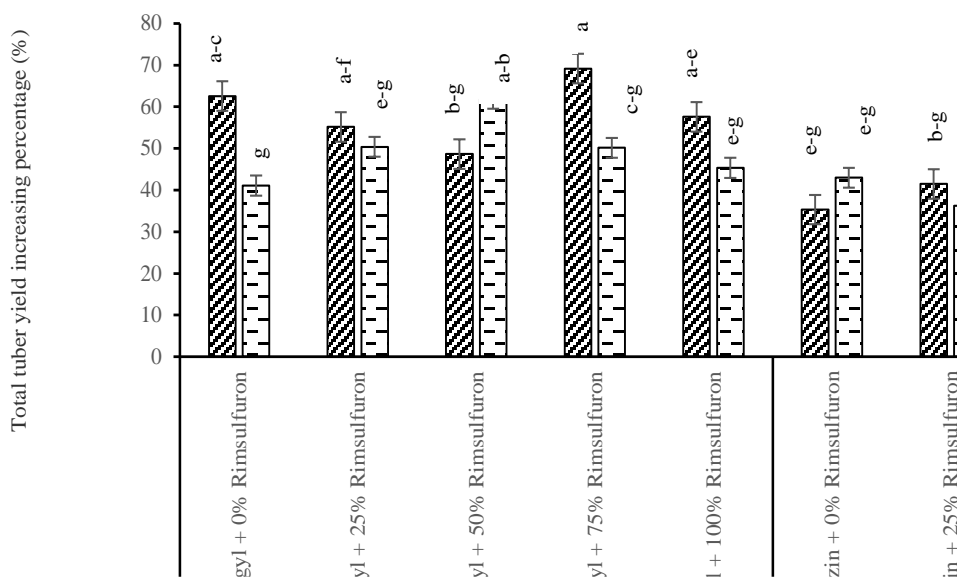 Total tuber yield increasing percentage (%)
80
70
60
50
40
30
20
10
0
a-c
g
a-f
e-g
b-g
a-b
a
c-g
a-e
e-g
e-g
e-g
b-g
gyl + 0% Rimsulfuron
yl + 25% Rimsulfuron
yl + 50% Rimsulfuron
yl + 75% Rimsulfuron
l + 100% Rimsulfuron
zin + 0% Rimsulfuron
in + 25% Rimsulfuron